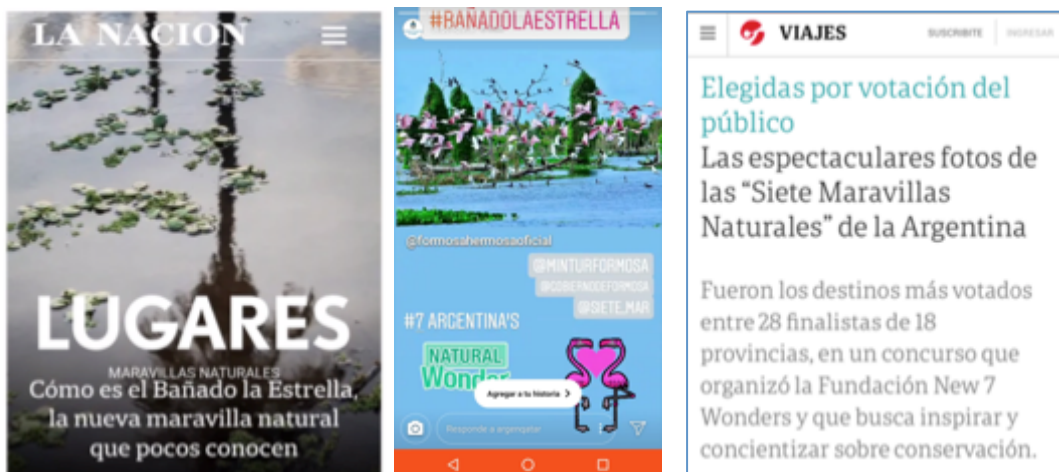 LA NACION
LUGARES
MARAVILLAS NATURALES
Cómo es el Bañado la Estrella,
la nueva maravilla natural
que pocos conocen
#BAÑADOLAESTRELLA
@formosahermosaoficial
@MINTURFORMOSA
@GOBIERNODEFORMOSA
@SIETE.MAR
#7 ARGENTINA'S
NATURAL
Wonder
Agregar a tu historia >
Responde a
VIAJES
SUSCRIBITE
INGRESAR
Elegidas por votación del
público
Las espectaculares fotos de
las “Siete Maravillas
Naturales” de la Argentina
Fueron los destinos más votados
entre 28 finalistas de 18
provincias, en un concurso que
organizó la Fundación New 7
Wonders y que busca inspirar y
concientizar sobre conservación.